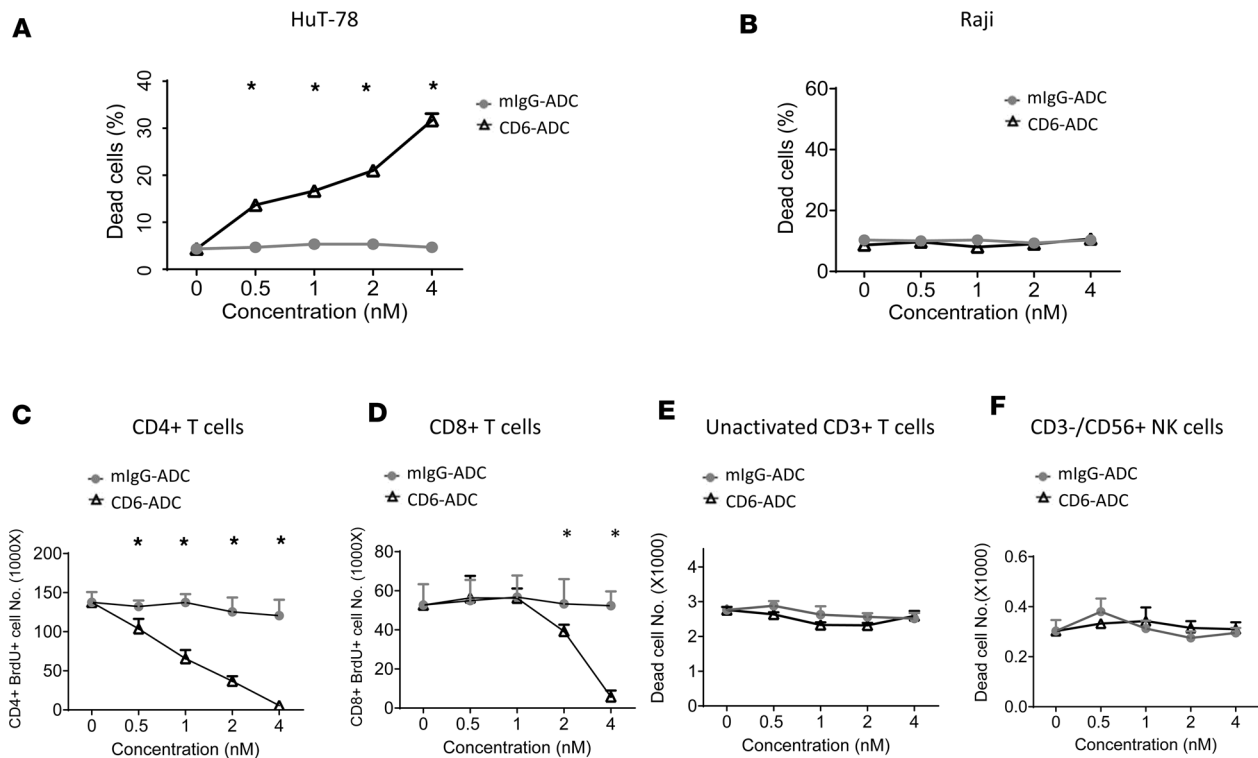 A
HuT-78
Dead cells (%)
40
30
20
10
0
* * * *
mIgG-ADC
CD6-ADC
0 0.5 1 2 4
Concentration (nM)
B
Raji
Dead cells (%)
60
40
20
0
mIgG-ADC
CD6-ADC
0 0.5 1 2 4
Concentration (nM)
C
CD4+ T cells
mIgG-ADC
CD6-ADC
CD4+ BrdU+ cell No. (1000X)
* * * *
200
150
100
50
0
0 0.5 1 2 4
Concentration (nM)
D
CD8+ T cells
mIgG-ADC
CD6-ADC
CD8+ BrdU+ cell No. (1000X)
* *
80
60
40
20
0
0 0.5 1 2 4
Concentration (nM)
E
Unactivated CD3+ T cells
mIgG-ADC
CD6-ADC
Dead cell No. (X1000)
4
3
2
1
0
0 0.5 1 2 4
Concentration (nM)
F
CD3-/CD56+ NK cells
mIgG-ADC
CD6-ADC
Dead cell No.(X1000)
0.6
0.4
0.2
0.0
0 0.5 1 2 4
Concentration (nM)